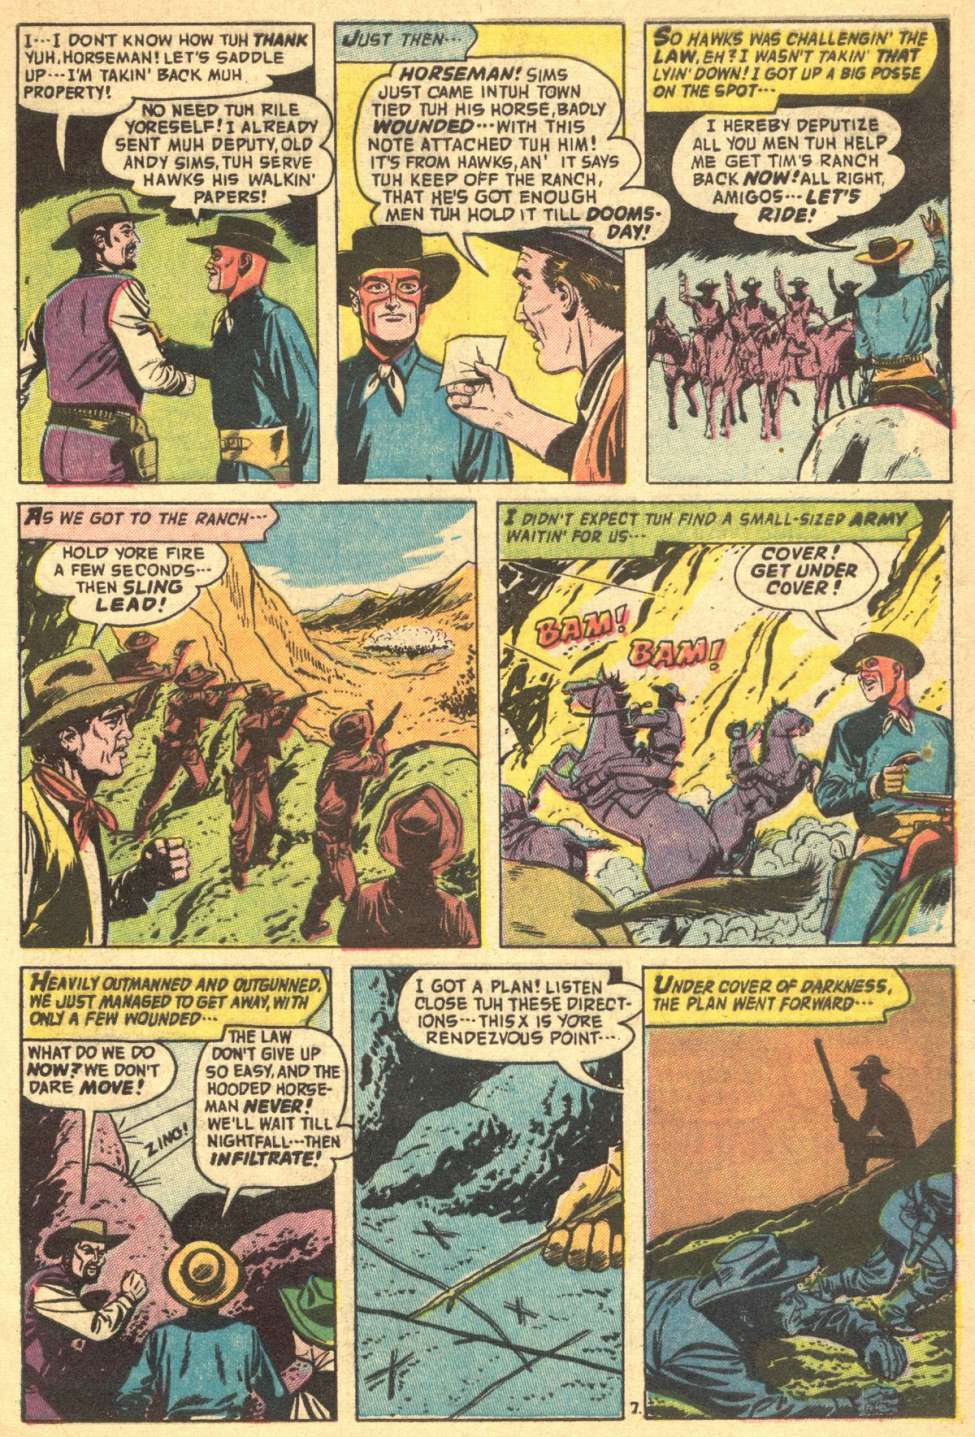 I---I DON'T KNOW HOW TUH THANK
YUH, HORSEMAN! LET'S SADDLE
UP---I'M TAKIN' BACK MUH
PROPERTY!
NO NEED TUH RILE
YORESELF! I ALREADY
SENT MUH DEPUTY, OLD
ANDY SIMS, TUH SERVE
HAWKS HIS WALKIN'
PAPERS!
JUST THEN---
HORSEMAN! SIMS
JUST CAME INTUH TOWN
TIED TUH HIS HORSE, BADLY
WOUNDED---WITH THIS
NOTE ATTACHED TUH HIM!
IT'S FROM HAWKS, AN' IT SAYS
TUH KEEP OFF THE RANCH,
THAT HE'S GOT ENOUGH
MEN TUH HOLD IT TILL DOOMS-
DAY!
SO HAWKS WAS CHALLENGIN' THE
LAW, EH? I WASN'T TAKIN' THAT
LYIN' DOWN! I GOT UP A BIG POSSE
ON THE SPOT---
I HEREBY DEPUTIZE
ALL YOU MEN TUH HELP
ME GET TIM'S RANCH
BACK NOW! ALL RIGHT,
AMIGOS--- LET'S
RIDE!
AS WE GOT TO THE RANCH---
HOLD YORE FIRE
A FEW SECONDS---
THEN SLING
LEAD!
I DIDN'T EXPECT TUH FIND A SMALL-SIZED ARMY
WAITIN' FOR US---
COVER!
GET UNDER
COVER!
BAM!
BAM!
HEAVILY OUTMANNED AND OUTGUNNED,
WE JUST MANAGED TO GET AWAY, WITH
ONLY A FEW WOUNDED---
WHAT DO WE DO
NOW? WE DON'T
DARE MOVE!
THE LAW
DON'T GIVE UP
SO EASY, AND THE
HOODED HORSE-
MAN NEVER!
WE'LL WAIT TILL
NIGHTFALL---THEN
INFILTRATE!
ZING!
I GOT A PLAN! LISTEN
CLOSE TUH THESE DIRECT-
IONS---THIS X IS YORE
RENDEZVOUS POINT---
7.
UNDER COVER OF DARKNESS,
THE PLAN WENT FORWARD---